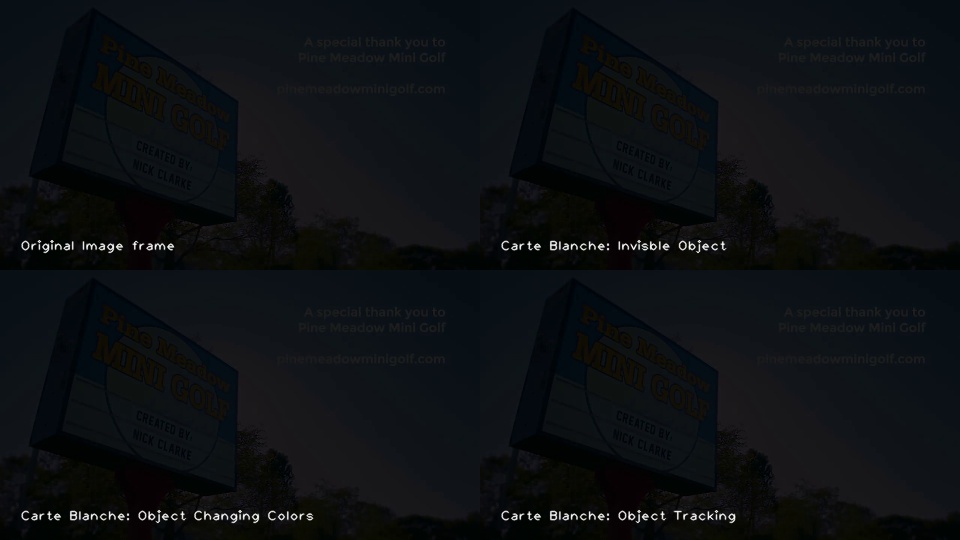 Pine Meadow
MINI GOLF
CREATED BY:
NICK CLARKE
A special thank you to
Pine Meadow Mini Golf
pinemeadowminigolf.com
Original Image frame
Pine Meadow
MINI GOLF
CREATED BY:
NICK CLARKE
A special thank you to
Pine Meadow Mini Golf
pinemeadowminigolf.com
Carte Blanche: Invisble Object
Pine Meadow
MINI GOLF
CREATED BY:
NICK CLARKE
A special thank you to
Pine Meadow Mini Golf
pinemeadowminigolf.com
Carte Blanche: Object Changing Colors
Pine Meadow
MINI GOLF
CREATED BY:
NICK CLARKE
A special thank you to
Pine Meadow Mini Golf
pinemeadowminigolf.com
Carte Blanche: Object Tracking